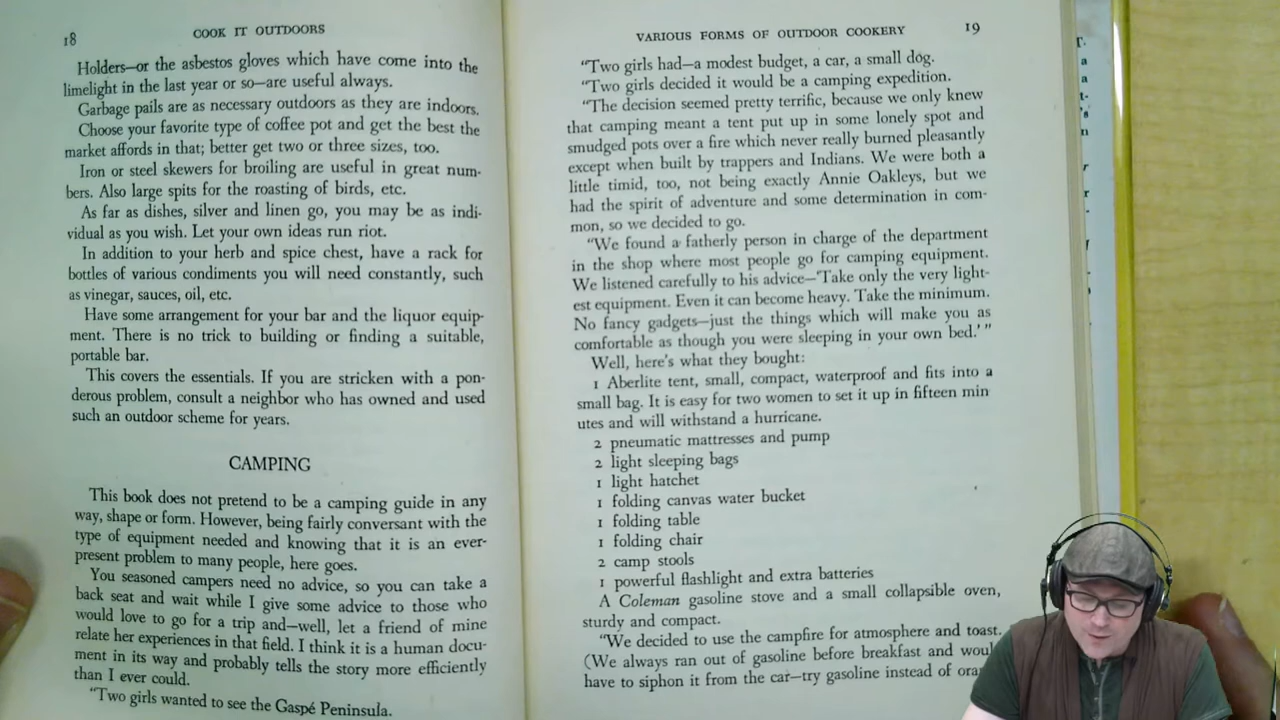 18
COOK IT OUTDOORS
Holders—or the asbestos gloves which have come into the
limelight in the last year or so—are useful always.
Garbage pails are as necessary outdoors as they are indoors.
Choose your favorite type of coffee pot and get the best the
market affords in that; better get two or three sizes, too.
Iron or steel skewers for broiling are useful in great num-
bers. Also large spits for the roasting of birds, etc.
As far as dishes, silver and linen go, you may be as indi-
vidual as you wish. Let your own ideas run riot.
In addition to your herb and spice chest, have a rack for
bottles of various condiments you will need constantly, such
as vinegar, sauces, oil, etc.
Have some arrangement for your bar and the liquor equip-
ment. There is no trick to building or finding a suitable,
portable bar.
This covers the essentials. If you are stricken with a pon-
derous problem, consult a neighbor who has owned and used
such an outdoor scheme for years.
CAMPING
This book does not pretend to be a camping guide in any
way, shape or form. However, being fairly conversant with the
type of equipment needed and knowing that it is an ever-
present problem to many people, here goes.
You seasoned campers need no advice, so you can take a
back seat and wait while I give some advice to those who
would love to go for a trip and—well, let a friend of mine
relate her experiences in that field. I think it is a human docu-
ment in its way and probably tells the story more efficiently
than I ever could.
"Two girls wanted to see the Gaspé Peninsula.
VARIOUS FORMS OF OUTDOOR COOKERY
19
"Two girls had—a modest budget, a car, a small dog.
"Two girls decided it would be a camping expedition.
"The decision seemed pretty terrific, because we only knew
that camping meant a tent put up in some lonely spot and
smudged pots over a fire which never really burned pleasantly
except when built by trappers and Indians. We were both a
little timid, too, not being exactly Annie Oakleys, but we
had the spirit of adventure and some determination in com-
mon, so we decided to go.
"We found a fatherly person in charge of the department
in the shop where most people go for camping equipment.
We listened carefully to his advice—'Take only the very light-
est equipment. Even it can become heavy. Take the minimum.
No fancy gadgets—just the things which will make you as
comfortable as though you were sleeping in your own bed.' "
Well, here's what they bought:
1 Aberlite tent, small, compact, waterproof and fits into a
small bag. It is easy for two women to set it up in fifteen min
utes and will withstand a hurricane.
2 pneumatic mattresses and pump
2 light sleeping bags
1 light hatchet
1 folding canvas water bucket
1 folding table
1 folding chair
2 camp stools
1 powerful flashlight and extra batteries
A Coleman gasoline stove and a small collapsible oven,
sturdy and compact.
"We decided to use the campfire for atmosphere and toast.
(We always ran out of gasoline before breakfast and woul
have to siphon it from the car—try gasoline instead of ora